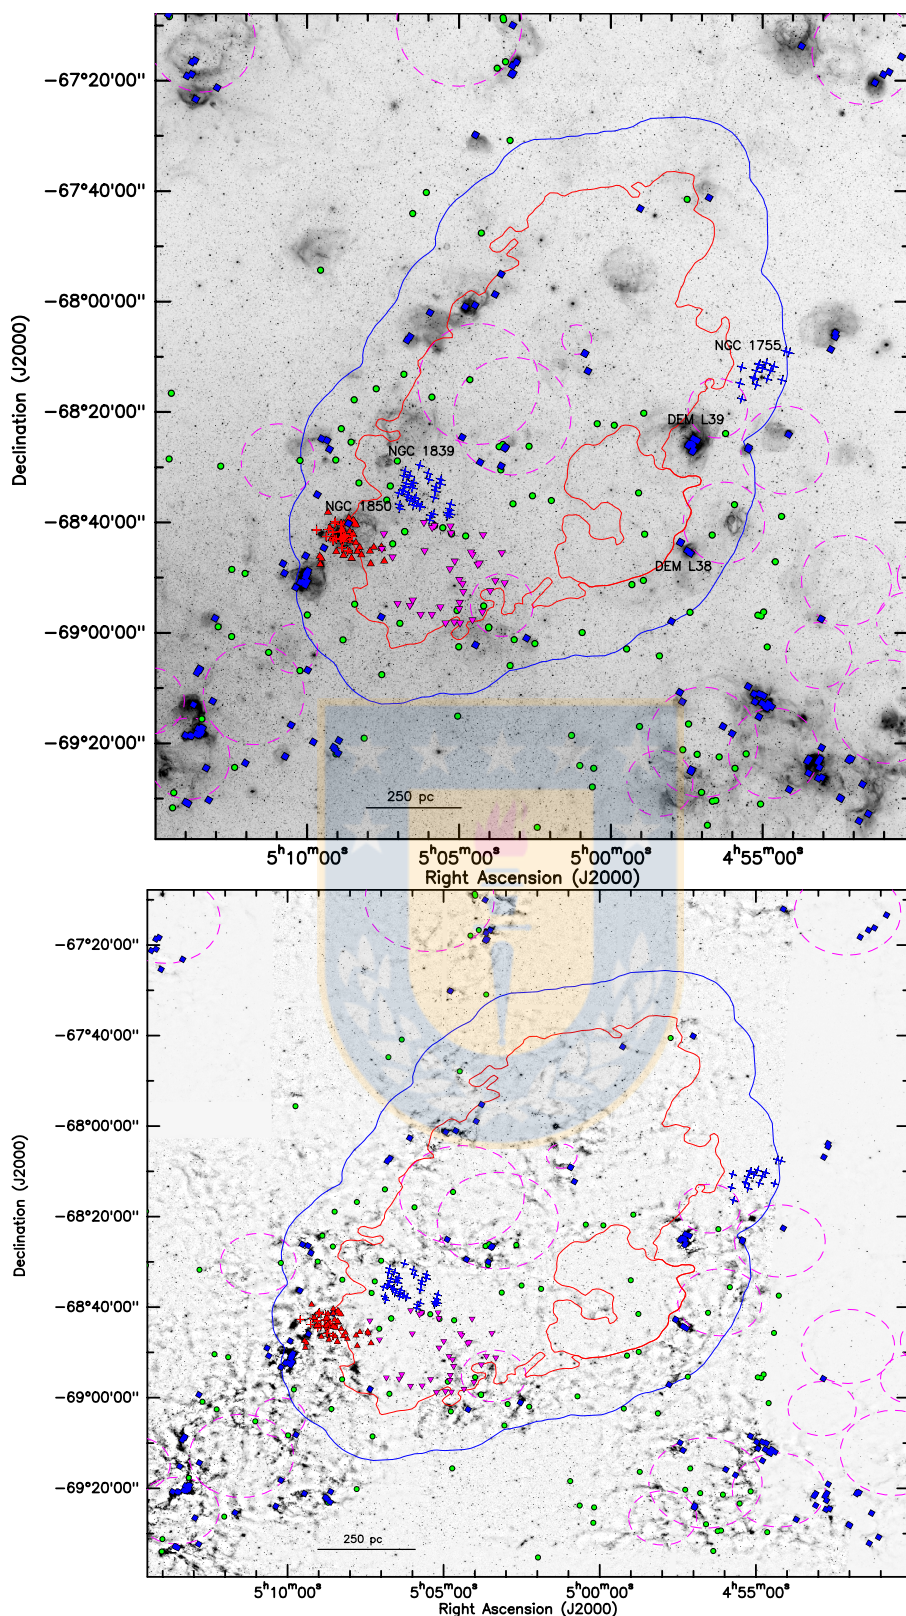 −67°20'00''
−67°40'00''
−68°00'00''
−68°20'00''
−68°40'00''
−69°00'00''
−69°20'00''
Declination (J2000)
NGC 1755
DEM L39
NGC 1839
NGC 1850
DEM L38
250 pc
5ʰ10ᵐ00ˢ
5ʰ05ᵐ00ˢ
5ʰ00ᵐ00ˢ
4ʰ55ᵐ00ˢ
Right Ascension (J2000)
−67°20'00''
−67°40'00''
−68°00'00''
−68°20'00''
−68°40'00''
−69°00'00''
−69°20'00''
Declination (J2000)
250 pc
5ʰ10ᵐ00ˢ
5ʰ05ᵐ00ˢ
5ʰ00ᵐ00ˢ
4ʰ55ᵐ00ˢ
Right Ascension (J2000)